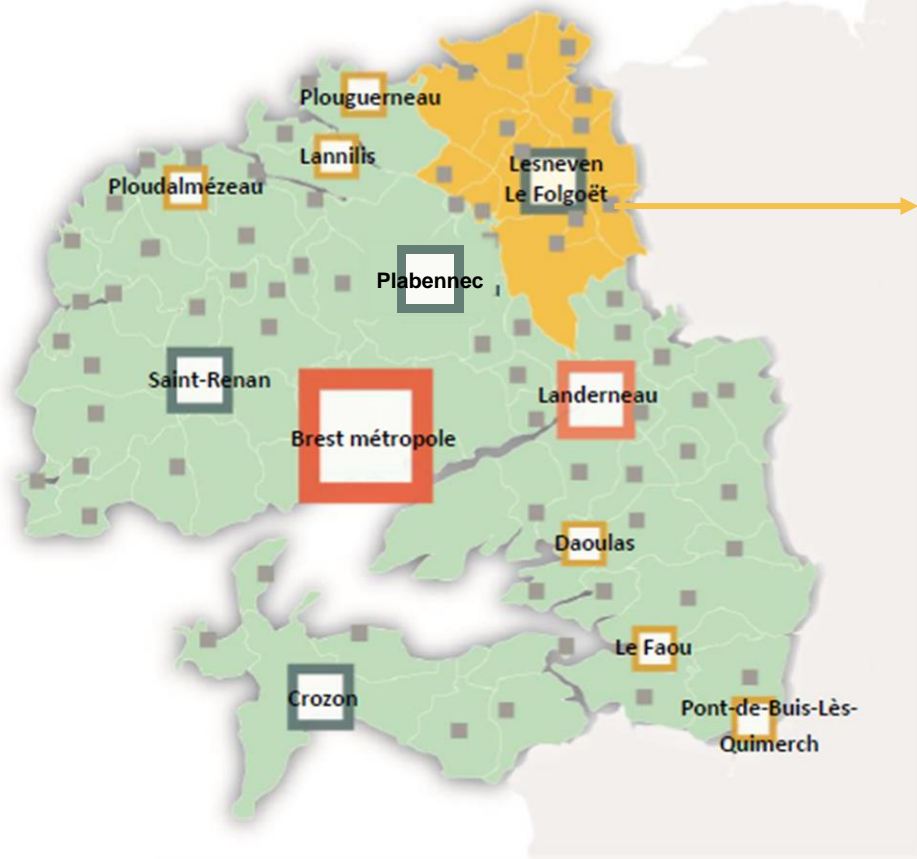 Plouguerneau
Lannilis
Lesneven
Le Folgoët
Ploudalmézeau
Plabennec
Saint-Renan
Landerneau
Brest métropole
Daoulas
Le Faou
Crozon
Pont-de-Buis-Lès-
Quimerch